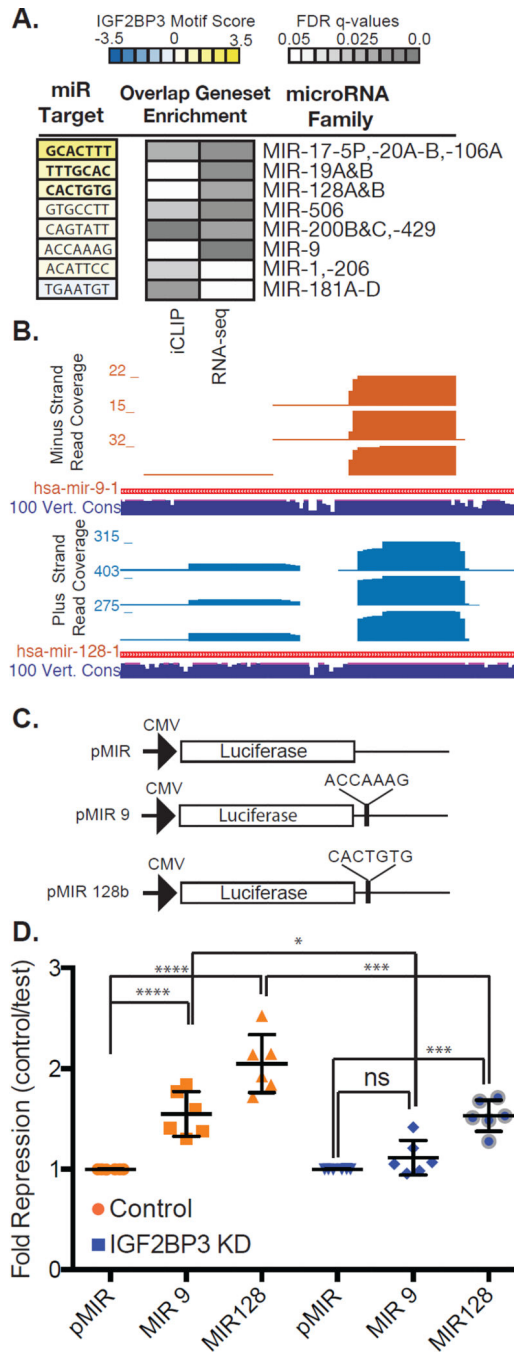 A.
IGF2BP3 Motif Score
-3.5 0 3.5
FDR q-values
0.05 0.025 0.0
miR Target
Overlap Geneset Enrichment
microRNA Family
GCACTTT MIR-17-5P,-20A-B,-106A
TTTGCAC MIR-19A&B
CACTGTG MIR-128A&B
GTGCCTT MIR-506
CAGTATT MIR-200B&C,-429
ACCAAAG MIR-9
ACATTCC MIR-1,-206
TGAATGT MIR-181A-D
iCLIP
RNA-seq
B.
Minus Strand
Read Coverage
22
15
32
hsa-mir-9-1
100 Vert. Cons
Plus Strand
Read Coverage
315
403
275
hsa-mir-128-1
100 Vert. Cons
C.
CMV
pMIR
Luciferase
ACCAAAG
CMV
pMIR 9
Luciferase
CACTGTG
CMV
pMIR 128b
Luciferase
D.
Fold Repression (control/test)
3
2
1
0
*
****
***
****
***
ns
Control
IGF2BP3 KD
pMIR
MIR 9
MIR128
pMIR
MIR 9
MIR128